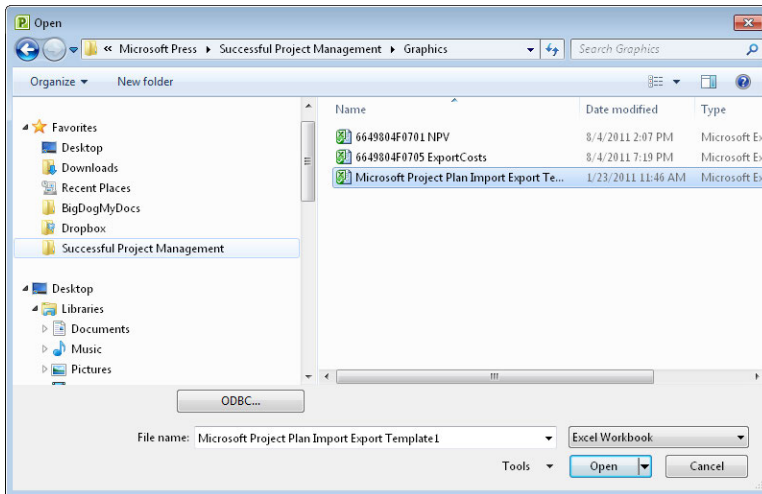 Open
« Microsoft Press Successful Project Management Graphics Search Graphics
Organize New folder
Name Date modified Type
Favorites
Desktop
Downloads
Recent Places
BigDogMyDocs
Dropbox
Successful Project Management
Desktop
Libraries
Documents
Music
Pictures
6649804F0701 NPV 8/4/2011 2:07 PM Microsoft Ex
6649804F0705 ExportCosts 8/4/2011 7:19 PM Microsoft Ex
Microsoft Project Plan Import Export Te... 1/23/2011 11:46 AM Microsoft Ex
ODBC...
File name: Microsoft Project Plan Import Export Template1 Excel Workbook
Tools Open Cancel